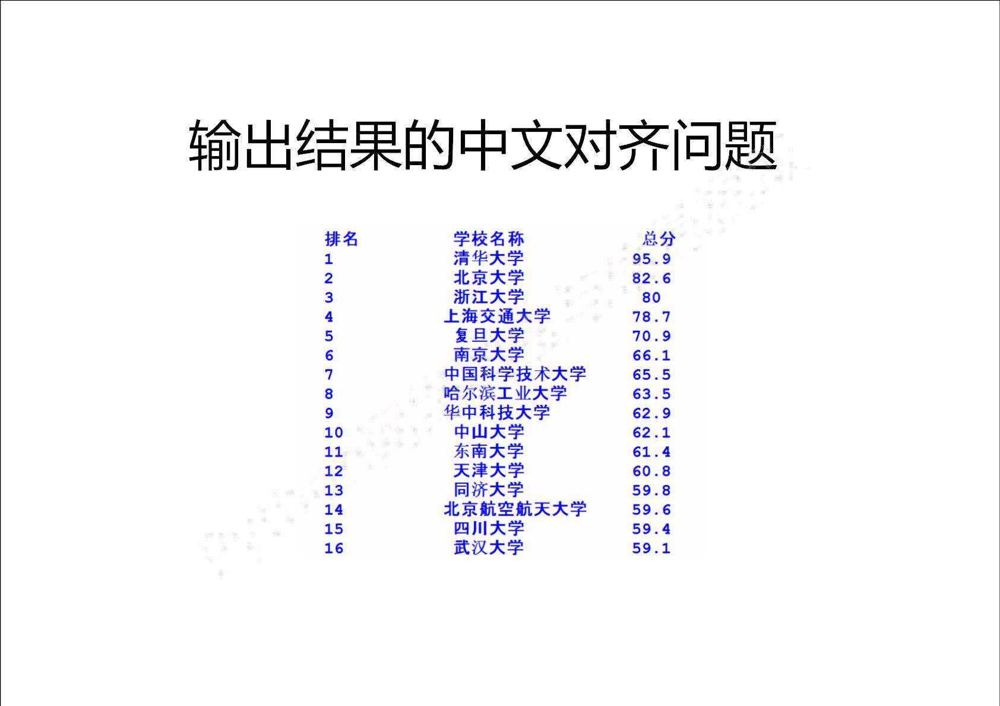 输出结果的中文对齐问题
排名 学校名称 总分
1 清华大学 95.9
2 北京大学 82.6
3 浙江大学 80
4 上海交通大学 78.7
5 复旦大学 70.9
6 南京大学 66.1
7 中国科学技术大学 65.5
8 哈尔滨工业大学 63.5
9 华中科技大学 62.9
10 中山大学 62.1
11 东南大学 61.4
12 天津大学 60.8
13 同济大学 59.8
14 北京航空航天大学 59.6
15 四川大学 59.4
16 武汉大学 59.1